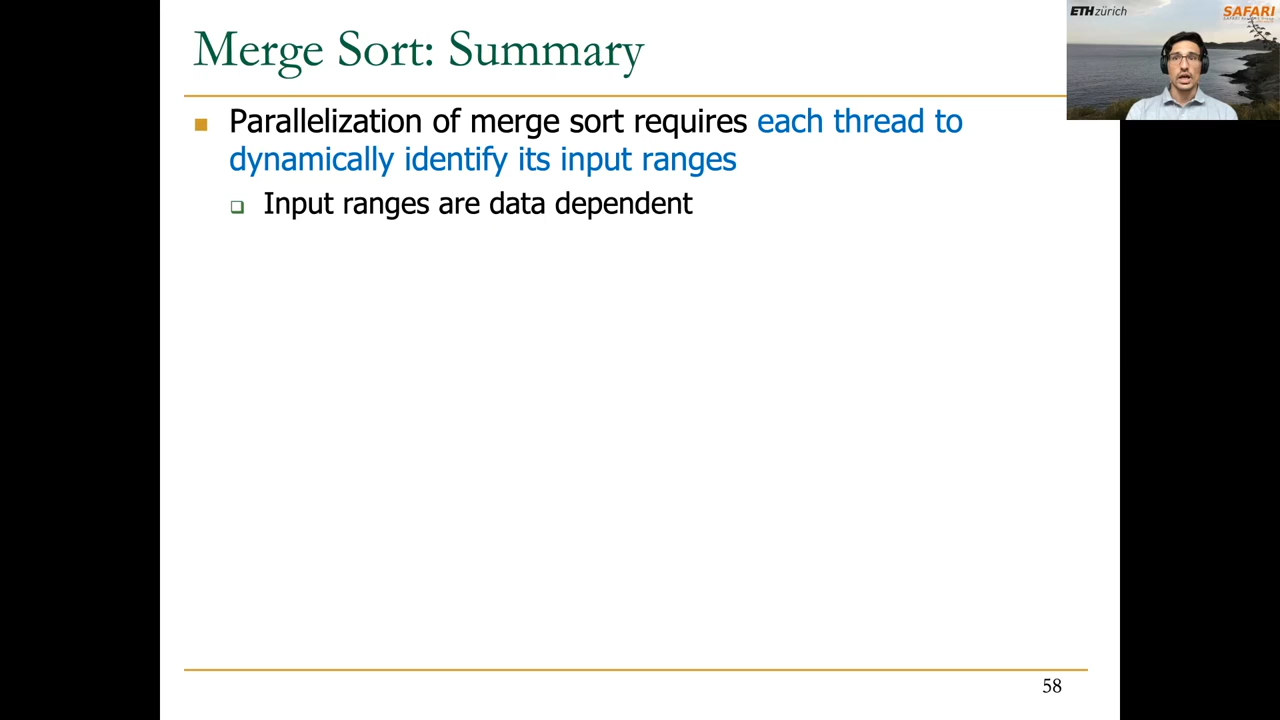 Merge Sort: Summary
ETH zürich
SAFARI
Parallelization of merge sort requires each thread to
dynamically identify its input ranges
Input ranges are data dependent
58